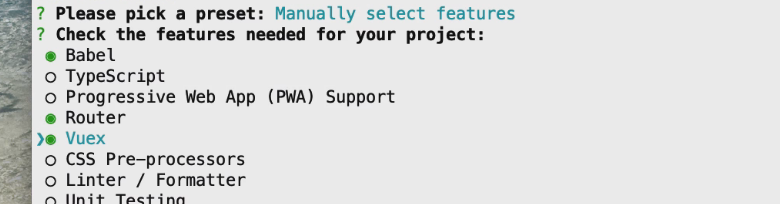 ? Please pick a preset: Manually select features
? Check the features needed for your project:
◉ Babel
◯ TypeScript
◯ Progressive Web App (PWA) Support
◉ Router
❯◉ Vuex
◯ CSS Pre-processors
◯ Linter / Formatter
◯ Unit Testing